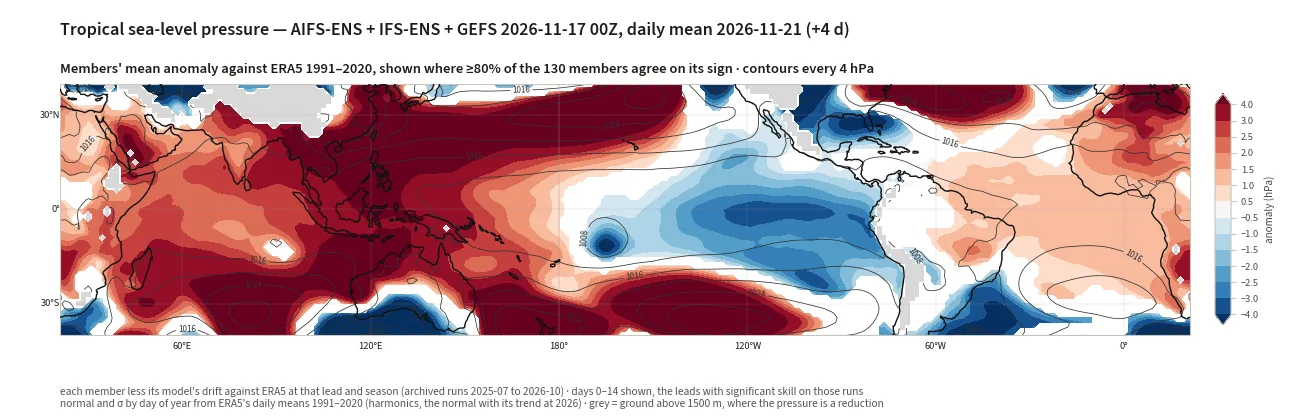 Tropical sea-level pressure — AIFS-ENS + IFS-ENS + GEFS 2026-11-17 00Z, daily mean 2026-11-21 (+4 d)
Members' mean anomaly against ERA5 1991–2020, shown where ≥80% of the 130 members agree on its sign · contours every 4 hPa
30°N
0°
30°S
60°E
120°E
180°
120°W
60°W
0°
1016
1016
1016
1016
1024
1016
1008
1016
1024
1008
1016
4.0
3.0
2.5
2.0
1.5
1.0
0.5
−0.5
−1.0
−1.5
−2.0
−2.5
−3.0
−4.0
anomaly (hPa)
each member less its model's drift against ERA5 at that lead and season (archived runs 2025-07 to 2026-10) · days 0–14 shown, the leads with significant skill on those runs
normal and σ by day of year from ERA5's daily means 1991–2020 (harmonics, the normal with its trend at 2026) · grey = ground above 1500 m, where the pressure is a reduction